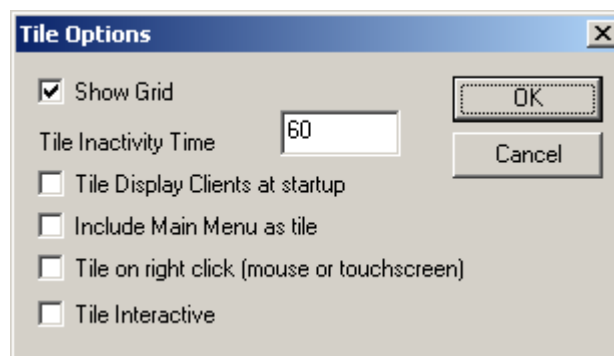 Tile Options
Show Grid
OK
Tile Inactivity Time 60
Cancel
Tile Display Clients at startup
Include Main Menu as tile
Tile on right click (mouse or touchscreen)
Tile Interactive